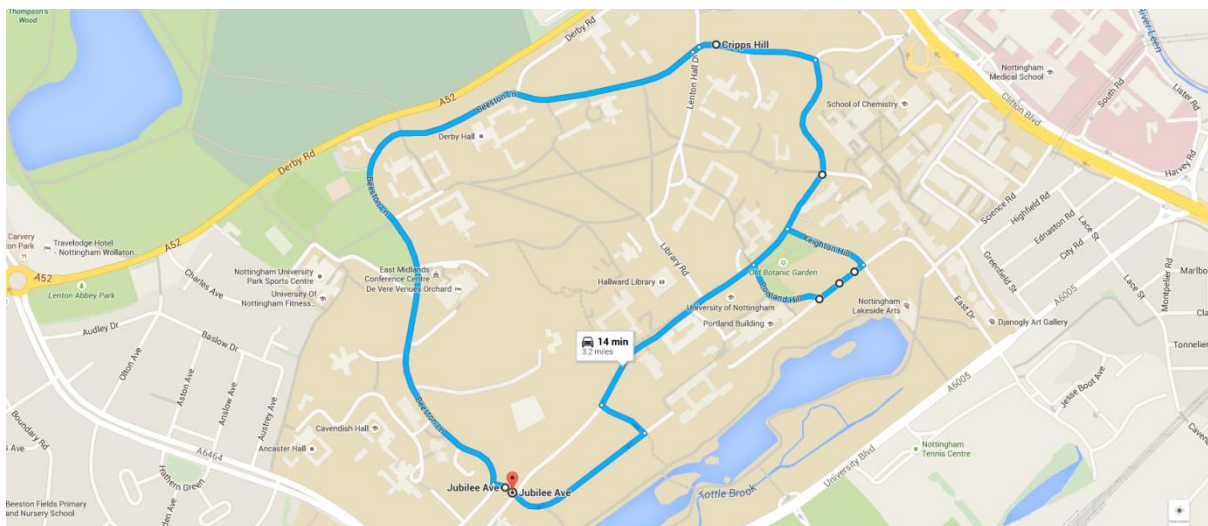 Thompson's
Wood
Derby Rd
A52
Derby Rd
A52
A52
Beeston Ln
Beeston Ln
Beeston Ln
Derby Hall
Lenton Hall Dr
Cripps Hill
School of Chemistry
Nottingham
Medical School
River Leen
South Rd
Clifton Blvd
Harvey Rd
Science Rd
Highfield Rd
Ednaston Rd
City Rd
Lace St
Lace St
Greenfield St
Montpelier Rd
Carvery
Travelodge Hotel
- Nottingham Wollaton...
Lenton Abbey Park
Charles Ave
Nottingham University
Park Sports Centre
University Of
Nottingham Fitness...
East Midlands
Conference Centre
De Vere Venues Orchard
Hallward Library
Library Rd
Keighton Hill
Old Botanic Garden
Portland Hill
University of Nottingham
Portland Building
Nottingham
Lakeside Arts
East Dr
Djanogly Art Gallery
A6005
A6005
Audley Dr
Baslow Dr
Olton Ave
Aston Ave
Anslow Ave
Austrey Ave
Boundary Rd
A6464
Hathern Green
Cavendish Hall
Ancaster Hall
14 min
3.2 miles
Jubilee Ave
Jubilee Ave
Tottle Brook
University Blvd
Jesse Boot Ave
Tonnelier
Nottingham
Tennis Centre
Beeston Fields Primary
and Nursery School